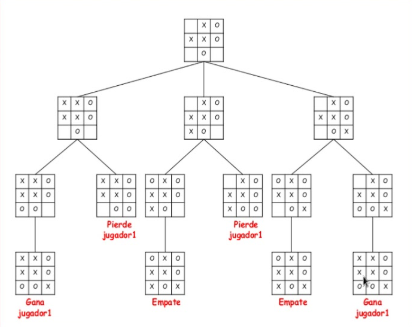 X O
X X O
O
X X O
X X O
O
X O
X X O
X O
X O
X X O
O X
X X O
X X O
O O
X X O
X X O
O O
Pierde
jugador1
O X O
X X O
X O
X O
X X O
X O O
Pierde
jugador1
O X O
X X O
O X
X O
X X O
O O X
X X O
X X O
O O X
Gana
jugador1
O X O
X X O
X O X
Empate
O X O
X X O
X O X
Empate
X X O
X X O
O O X
Gana
jugador1